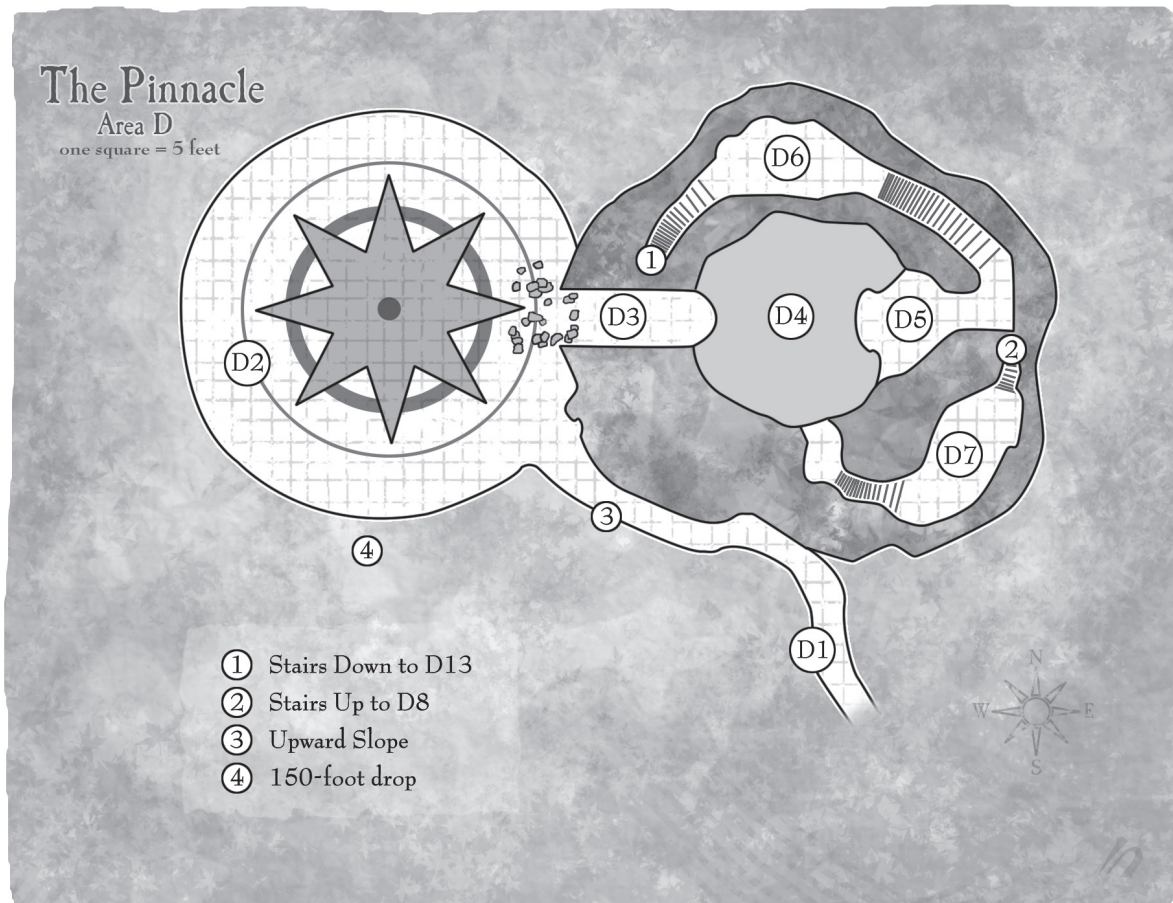 The Pinnacle
Area D
one square = 5 feet
D6
1
D3
D4
D5
2
D2
D7
3
4
D1
1 Stairs Down to D13
2 Stairs Up to D8
3 Upward Slope
4 150-foot drop
N
W E
S